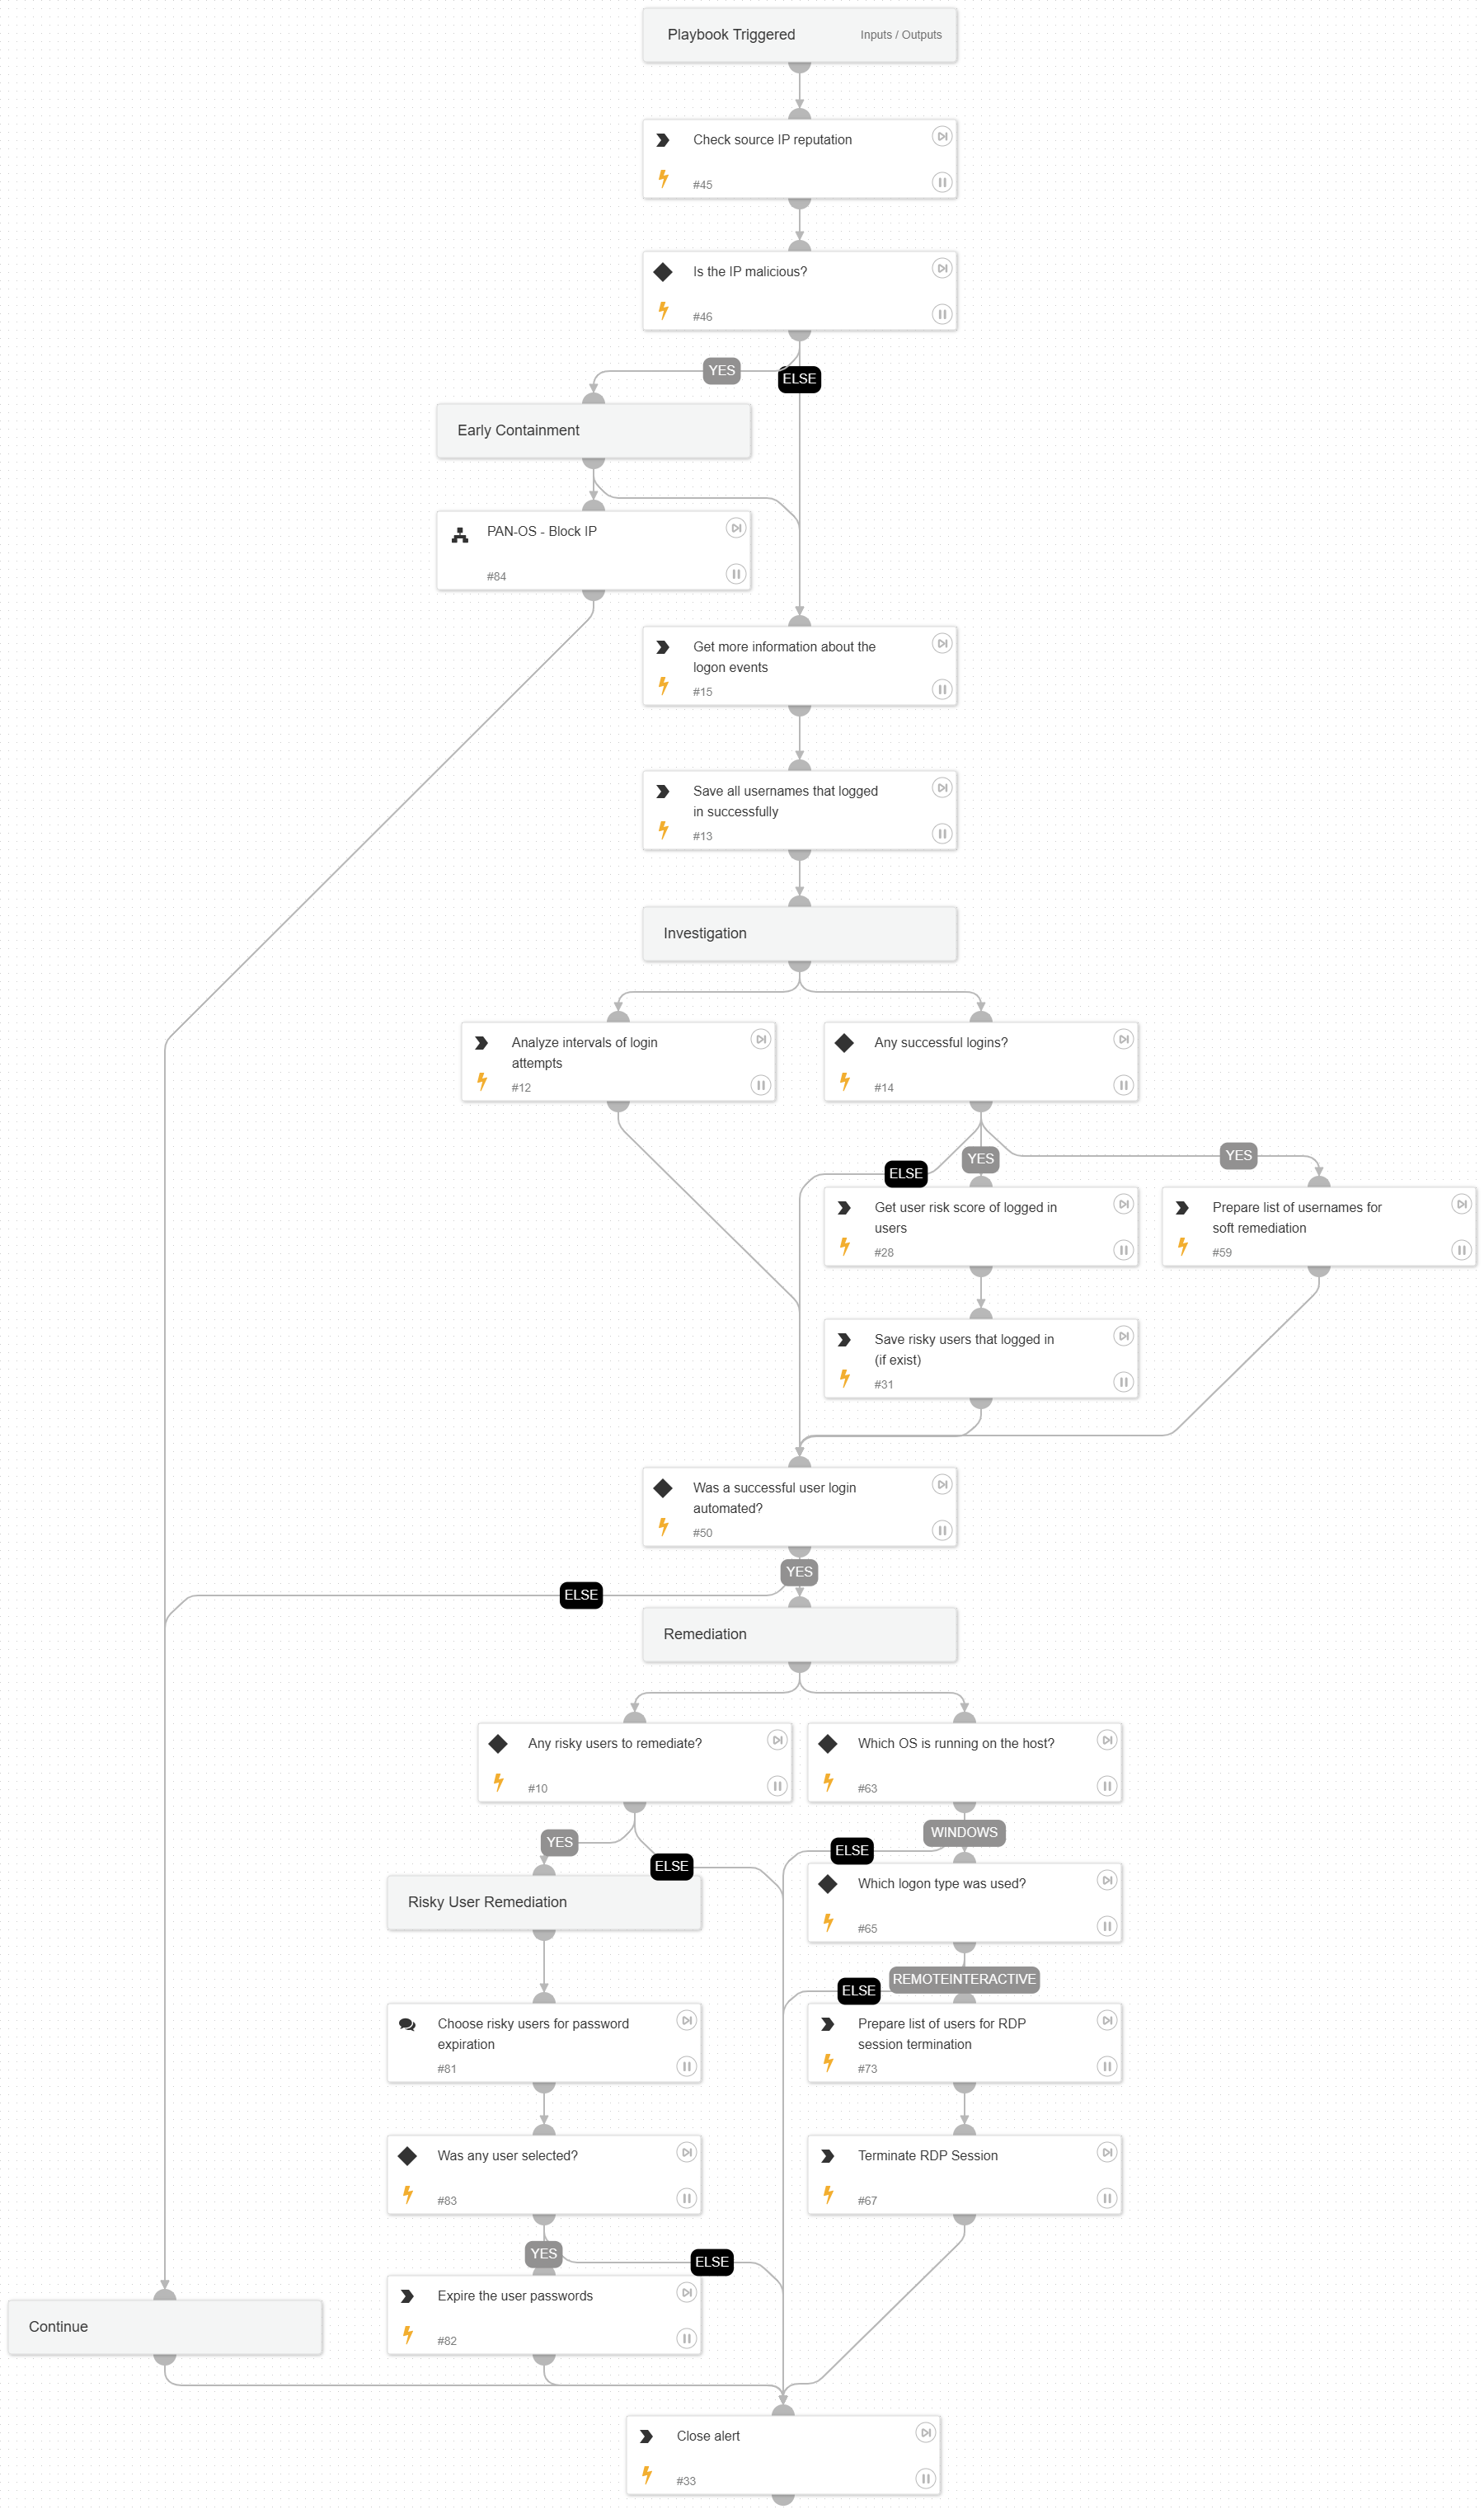 Playbook Triggered
Inputs / Outputs
Check source IP reputation
#45
Is the IP malicious?
#46
YES
ELSE
Early Containment
PAN-OS - Block IP
#84
Get more information about the
logon events
#15
Save all usernames that logged
in successfully
#13
Investigation
Analyze intervals of login
attempts
#12
Any successful logins?
#14
ELSE
YES
YES
Get user risk score of logged in
users
#28
Prepare list of usernames for
soft remediation
#59
Save risky users that logged in
(if exist)
#31
Was a successful user login
automated?
#50
YES
ELSE
Remediation
Any risky users to remediate?
#10
Which OS is running on the host?
#63
YES
ELSE
WINDOWS
ELSE
Risky User Remediation
Which logon type was used?
#65
REMOTEINTERACTIVE
ELSE
Choose risky users for password
expiration
#81
Prepare list of users for RDP
session termination
#73
Was any user selected?
#83
Terminate RDP Session
#67
YES
ELSE
Expire the user passwords
#82
Continue
Close alert
#33